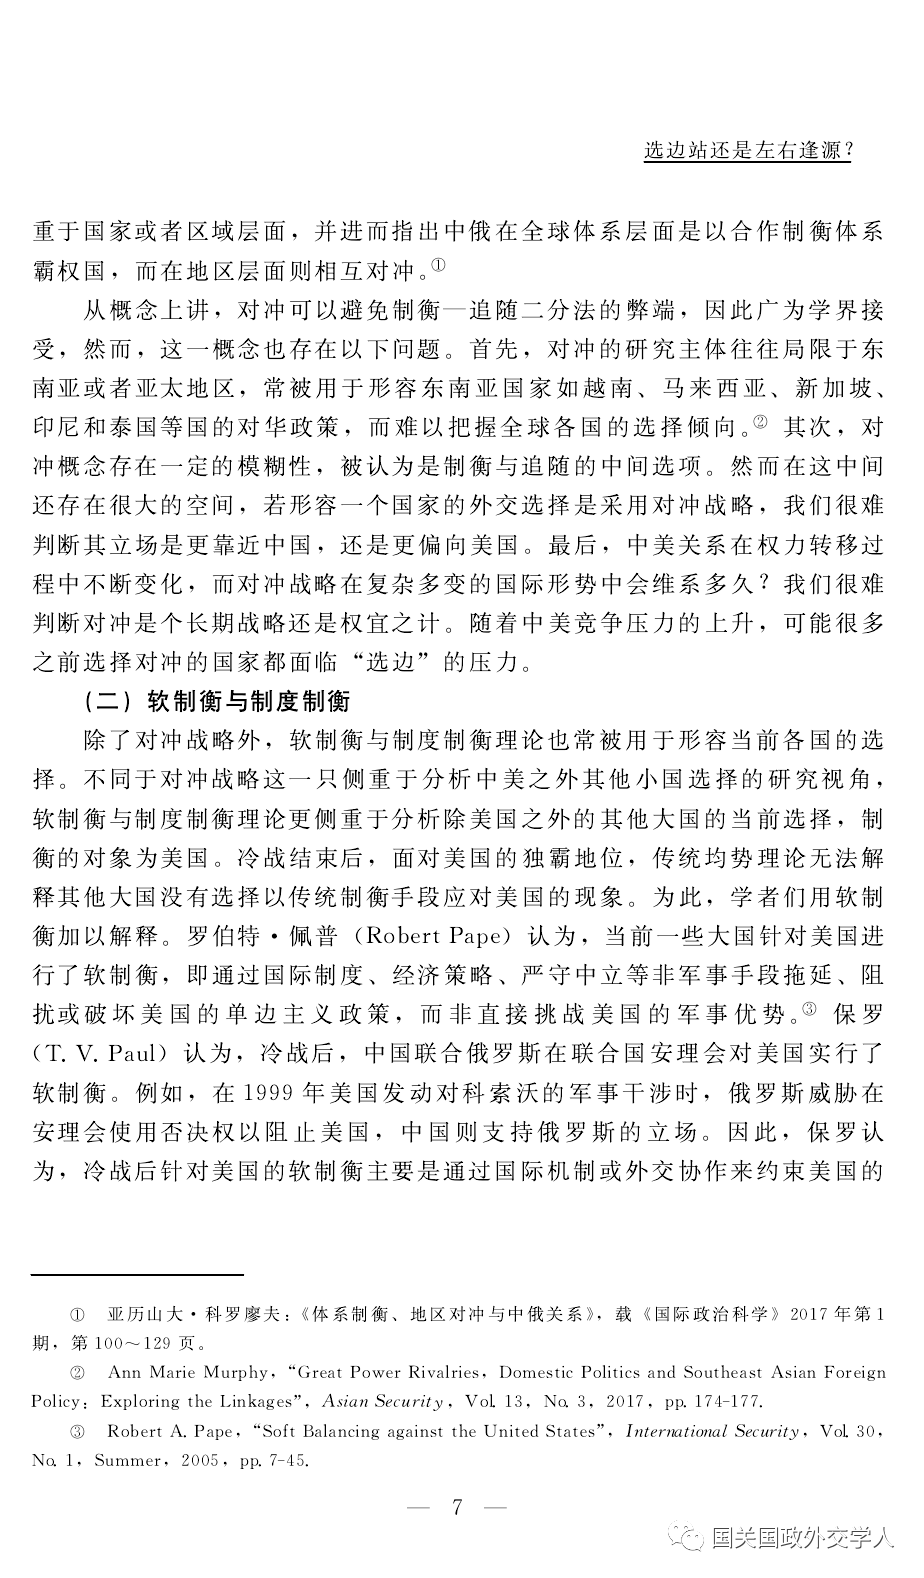 选边站还是左右逢源？
重于国家或者区域层面，并进而指出中俄在全球体系层面是以合作制衡体系
霸权国，而在地区层面则相互对冲。①
从概念上讲，对冲可以避免制衡—追随二分法的弊端，因此广为学界接
受，然而，这一概念也存在以下问题。首先，对冲的研究主体往往局限于东
南亚或者亚太地区，常被用于形容东南亚国家如越南、马来西亚、新加坡、
印尼和泰国等国的对华政策，而难以把握全球各国的选择倾向。② 其次，对
冲概念存在一定的模糊性，被认为是制衡与追随的中间选项。然而在这中间
还存在很大的空间，若形容一个国家的外交选择是采用对冲战略，我们很难
判断其立场是更靠近中国，还是更偏向美国。最后，中美关系在权力转移过
程中不断变化，而对冲战略在复杂多变的国际形势中会维系多久？我们很难
判断对冲是个长期战略还是权宜之计。随着中美竞争压力的上升，可能很多
之前选择对冲的国家都面临“选边”的压力。
（二）软制衡与制度制衡
除了对冲战略外，软制衡与制度制衡理论也常被用于形容当前各国的选
择。不同于对冲战略这一只侧重于分析中美之外其他小国选择的研究视角，
软制衡与制度制衡理论更侧重于分析除美国之外的其他大国的当前选择，制
衡的对象为美国。冷战结束后，面对美国的独霸地位，传统均势理论无法解
释其他大国没有选择以传统制衡手段应对美国的现象。为此，学者们用软制
衡加以解释。罗伯特·佩普（Robert Pape）认为，当前一些大国针对美国进
行了软制衡，即通过国际制度、经济策略、严守中立等非军事手段拖延、阻
扰或破坏美国的单边主义政策，而非直接挑战美国的军事优势。③ 保罗
（T. V. Paul）认为，冷战后，中国联合俄罗斯在联合国安理会对美国实行了
软制衡。例如，在 1999 年美国发动对科索沃的军事干涉时，俄罗斯威胁在
安理会使用否决权以阻止美国，中国则支持俄罗斯的立场。因此，保罗认
为，冷战后针对美国的软制衡主要是通过国际机制或外交协作来约束美国的
① 亚历山大·科罗廖夫：《体系制衡、地区对冲与中俄关系》，载《国际政治科学》2017 年第 1
期，第 100～129 页。
② Ann Marie Murphy，“Great Power Rivalries，Domestic Politics and Southeast Asian Foreign
Policy：Exploring the Linkages”，Asian Security，Vol. 13，No. 3，2017，pp. 174-177.
③ Robert A. Pape，“Soft Balancing against the United States”，International Security，Vol. 30，
No. 1，Summer，2005，pp. 7-45.
— 7 —
国关国政外交学人